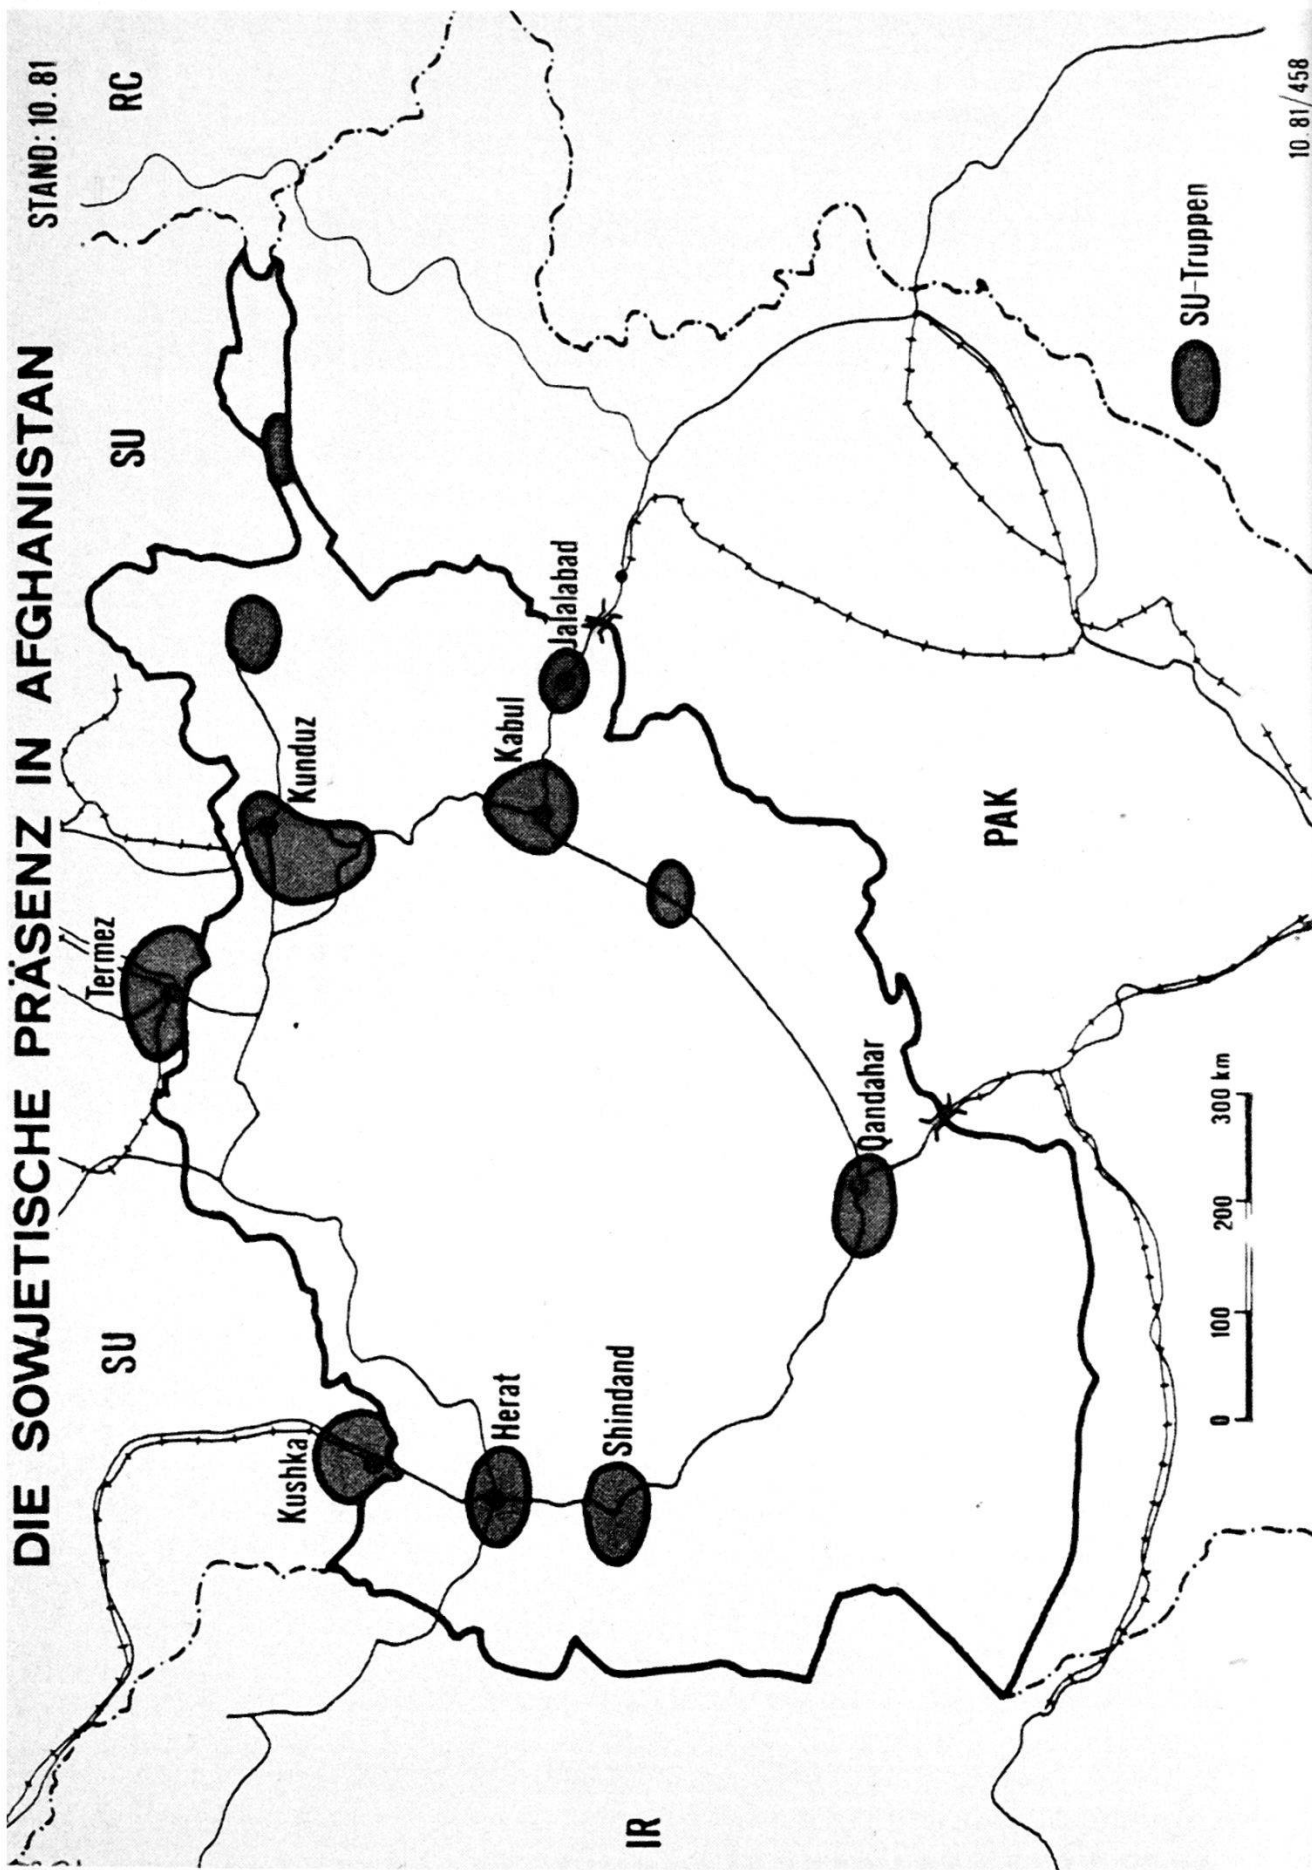 DIE SOWJETISCHE PRÄSENZ IN AFGHANISTAN
STAND: 10.81
SU
SU
RC
Termez
Kushka
Kunduz
Herat
Kabul
Jalalabad
Shindand
Qandahar
PAK
IR
0 100 200 300 km
SU-Truppen
10.81/458